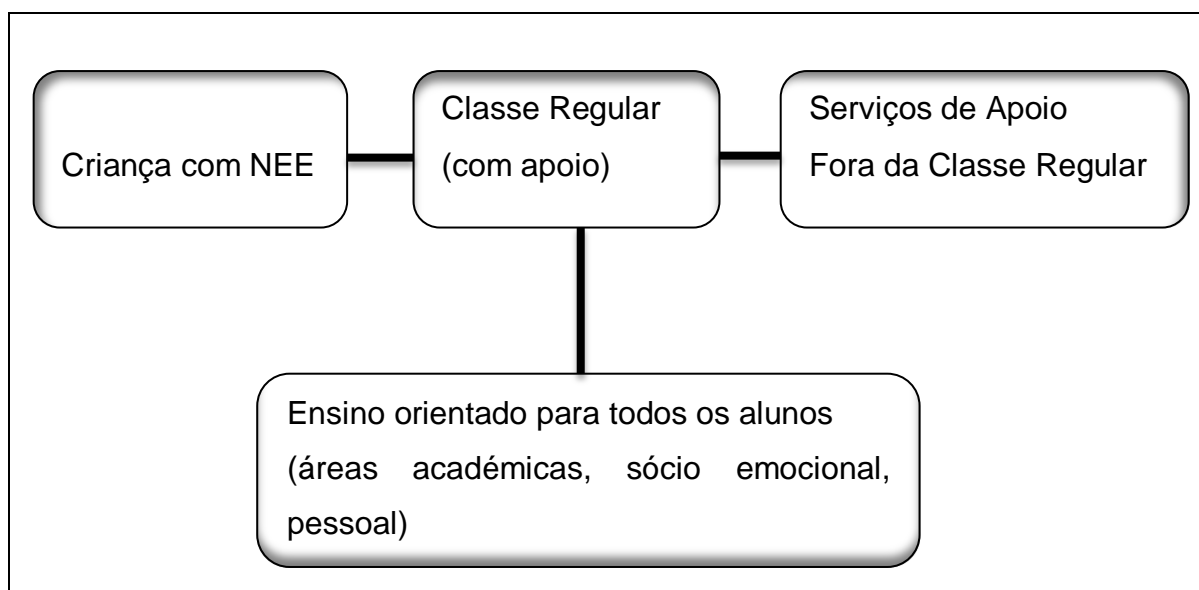 Criança com NEE
Classe Regular
(com apoio)
Serviços de Apoio
Fora da Classe Regular
Ensino orientado para todos os alunos
(áreas académicas, sócio emocional,
pessoal)